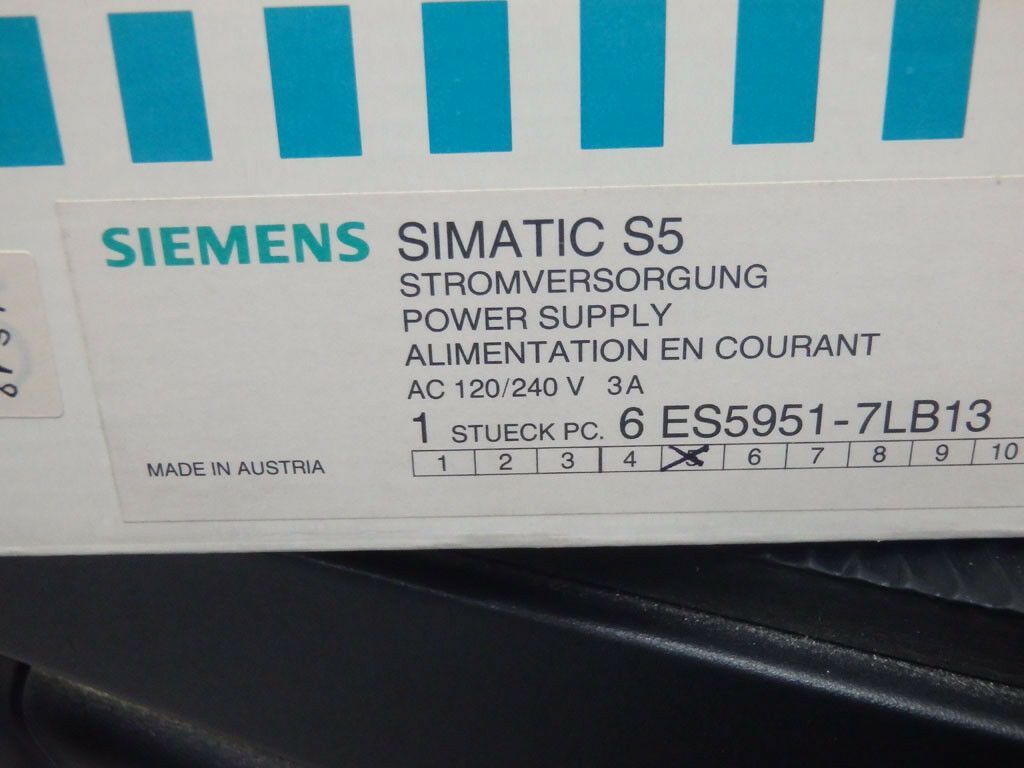 SIEMENS SIMATIC S5
STROMVERSORGUNG
POWER SUPPLY
ALIMENTATION EN COURANT
AC 120/240 V 3A
1 STUECK PC. 6 ES5951-7LB13
MADE IN AUSTRIA
1 2 3 4 5 6 7 8 9 10